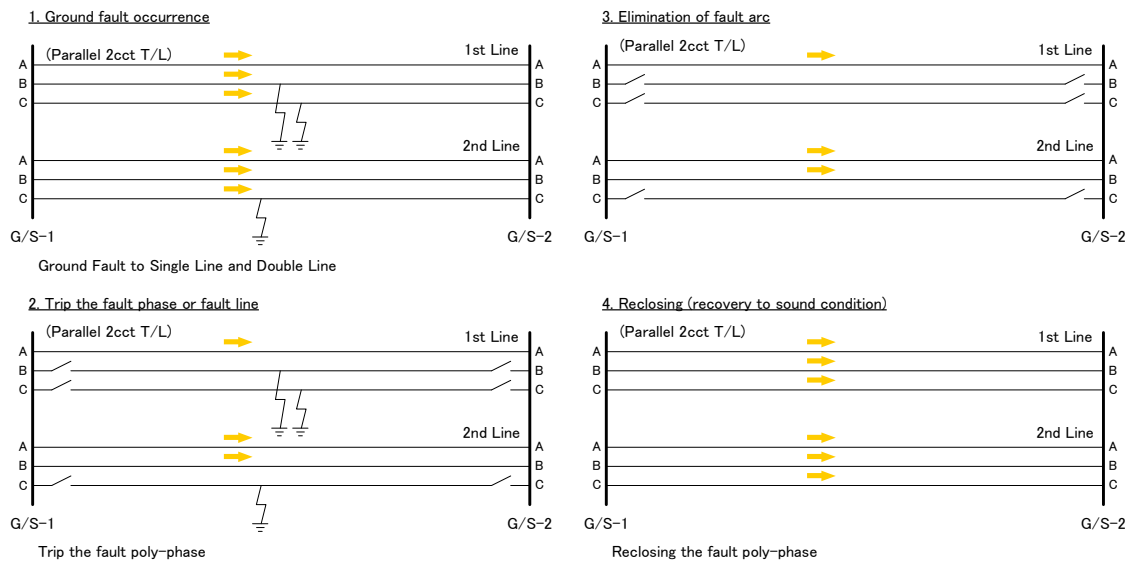 1. Ground fault occurrence
(Parallel 2cct T/L)
1st Line
A A
B B
C C
2nd Line
A A
B B
C C
G/S-1 G/S-2
Ground Fault to Single Line and Double Line
2. Trip the fault phase or fault line
(Parallel 2cct T/L)
1st Line
A A
B B
C C
2nd Line
A A
B B
C C
G/S-1 G/S-2
Trip the fault poly-phase
3. Elimination of fault arc
(Parallel 2cct T/L)
1st Line
A A
B B
C C
2nd Line
A A
B B
C C
G/S-1 G/S-2
4. Reclosing (recovery to sound condition)
(Parallel 2cct T/L)
1st Line
A A
B B
C C
2nd Line
A A
B B
C C
G/S-1 G/S-2
Reclosing the fault poly-phase